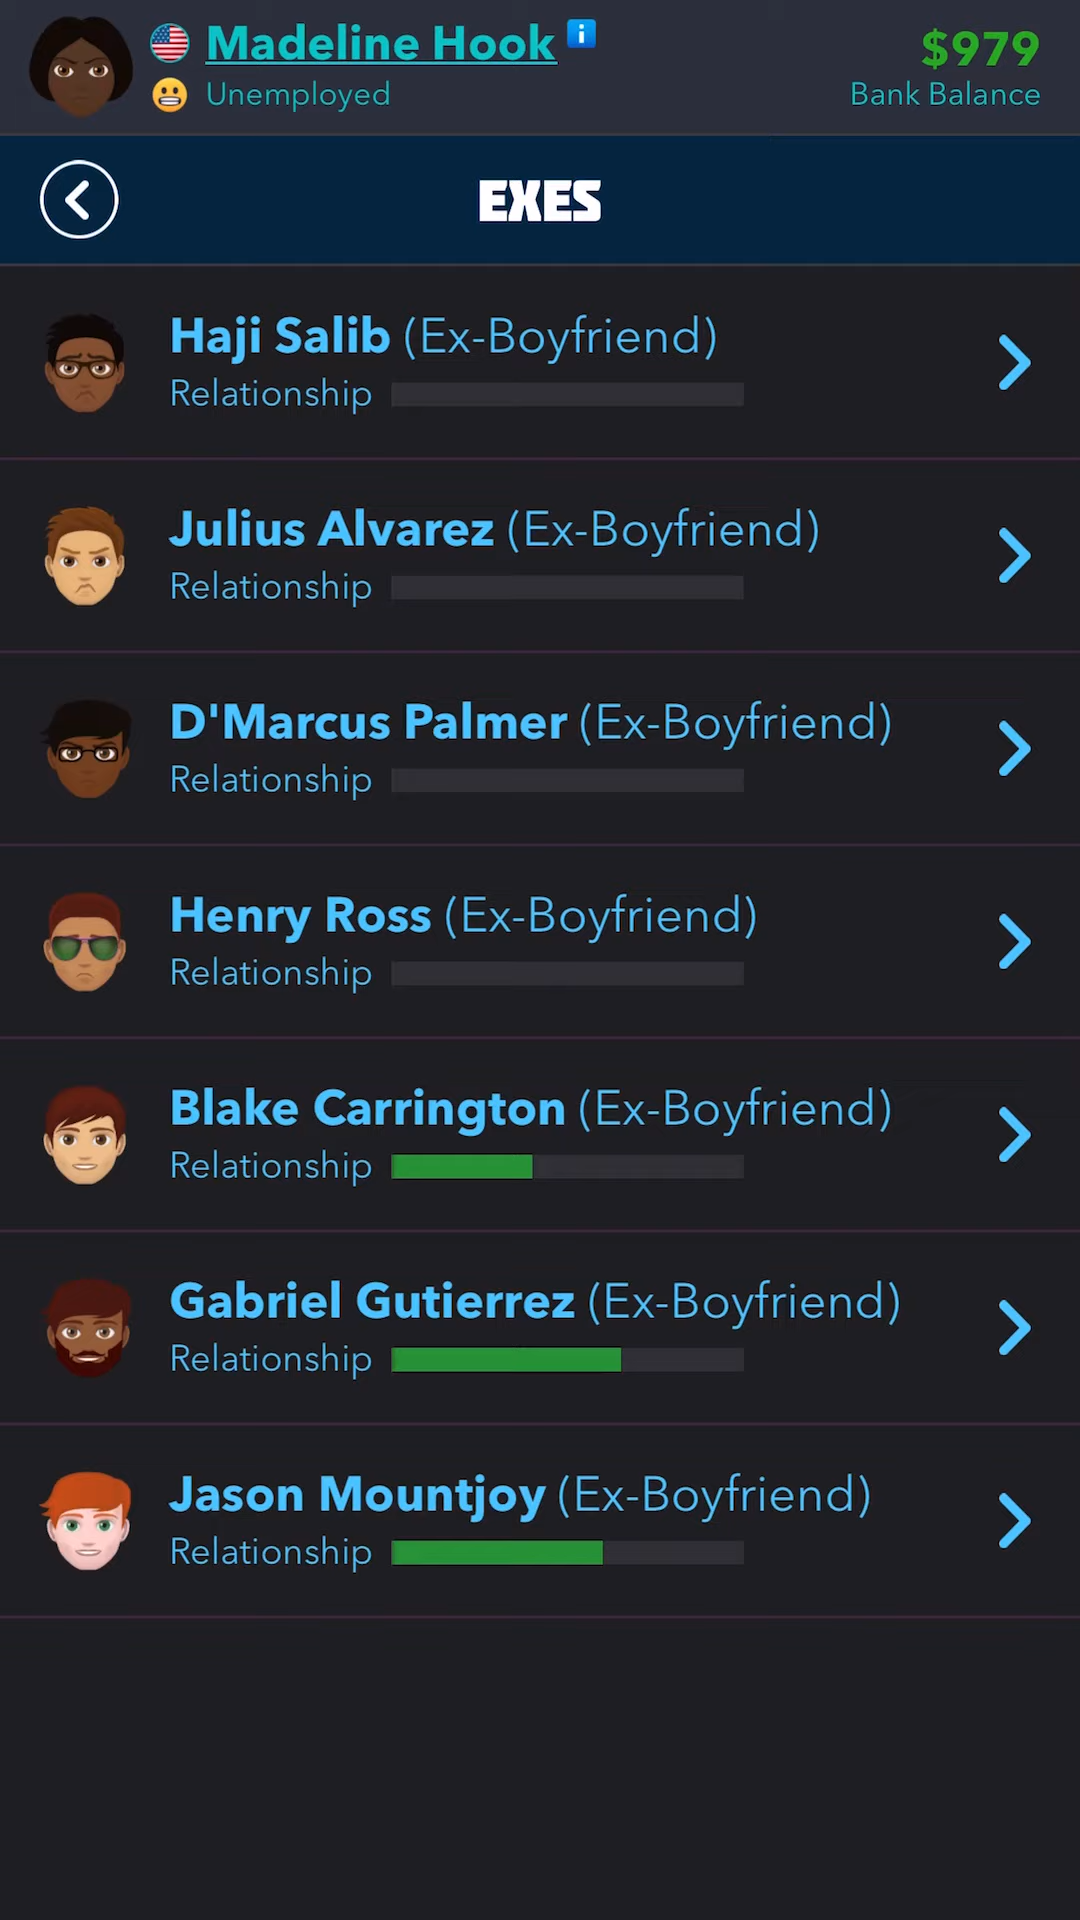 Madeline Hook i
$979
Unemployed
Bank Balance
EXES
Haji Salib (Ex-Boyfriend)
Relationship
Julius Alvarez (Ex-Boyfriend)
Relationship
D'Marcus Palmer (Ex-Boyfriend)
Relationship
Henry Ross (Ex-Boyfriend)
Relationship
Blake Carrington (Ex-Boyfriend)
Relationship
Gabriel Gutierrez (Ex-Boyfriend)
Relationship
Jason Mountjoy (Ex-Boyfriend)
Relationship